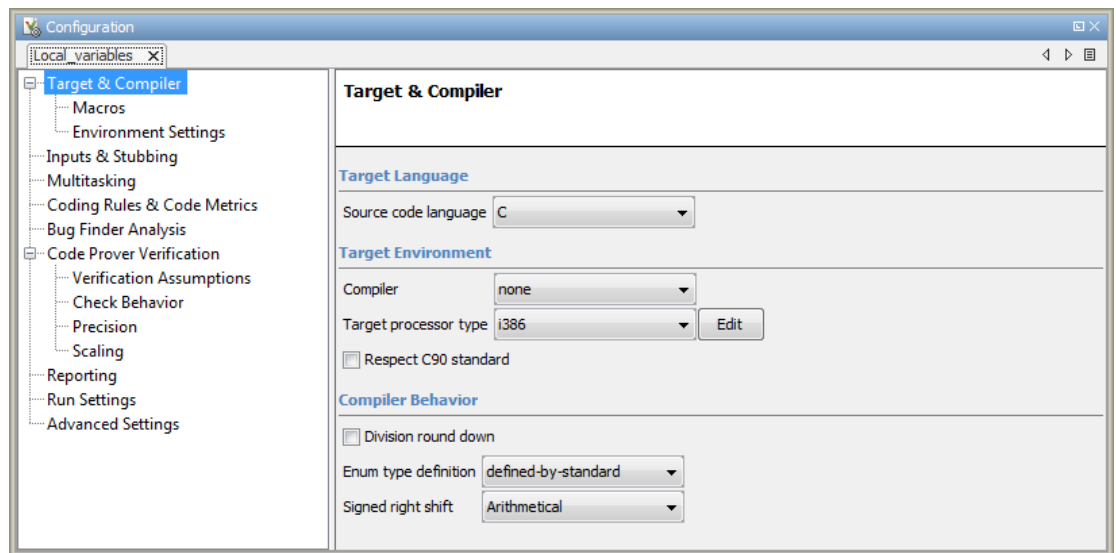 Configuration
Local_variables
Target & Compiler
Macros
Environment Settings
Inputs & Stubbing
Multitasking
Coding Rules & Code Metrics
Bug Finder Analysis
Code Prover Verification
Verification Assumptions
Check Behavior
Precision
Scaling
Reporting
Run Settings
Advanced Settings
Target & Compiler
Target Language
Source code language C
Target Environment
Compiler none
Target processor type i386 Edit
Respect C90 standard
Compiler Behavior
Division round down
Enum type definition defined-by-standard
Signed right shift Arithmetical